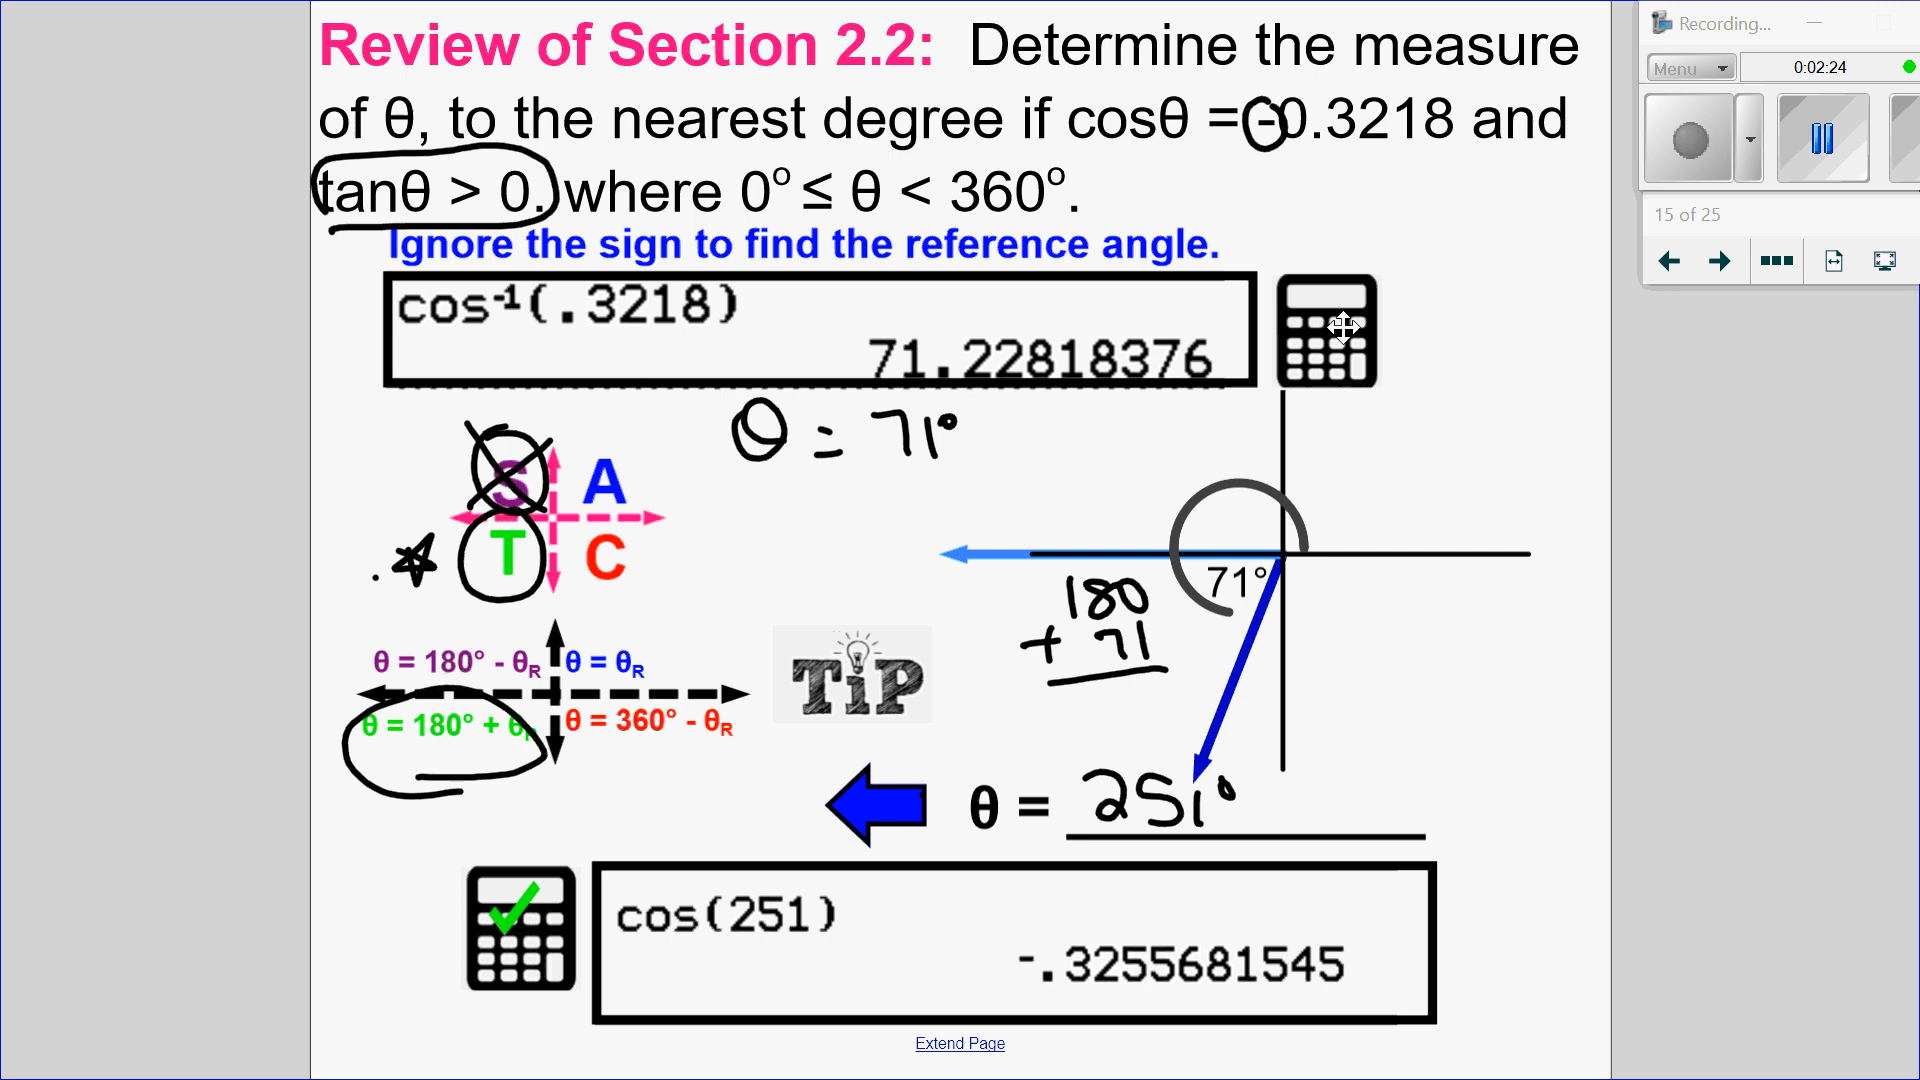 Review of Section 2.2: Determine the measure
of θ, to the nearest degree if cosθ = -0.3218 and
tanθ > 0. where 0° ≤ θ < 360°.
Ignore the sign to find the reference angle.
cos⁻¹(.3218)
71.22818376
θ = 71°
S A
T C
71°
180
+ 71
θ = 180° - θR θ = θR
θ = 180° + θR θ = 360° - θR
TiP
θ = 251°
cos(251)
-.3255681545
Extend Page
Recording...
Menu 0:02:24
15 of 25